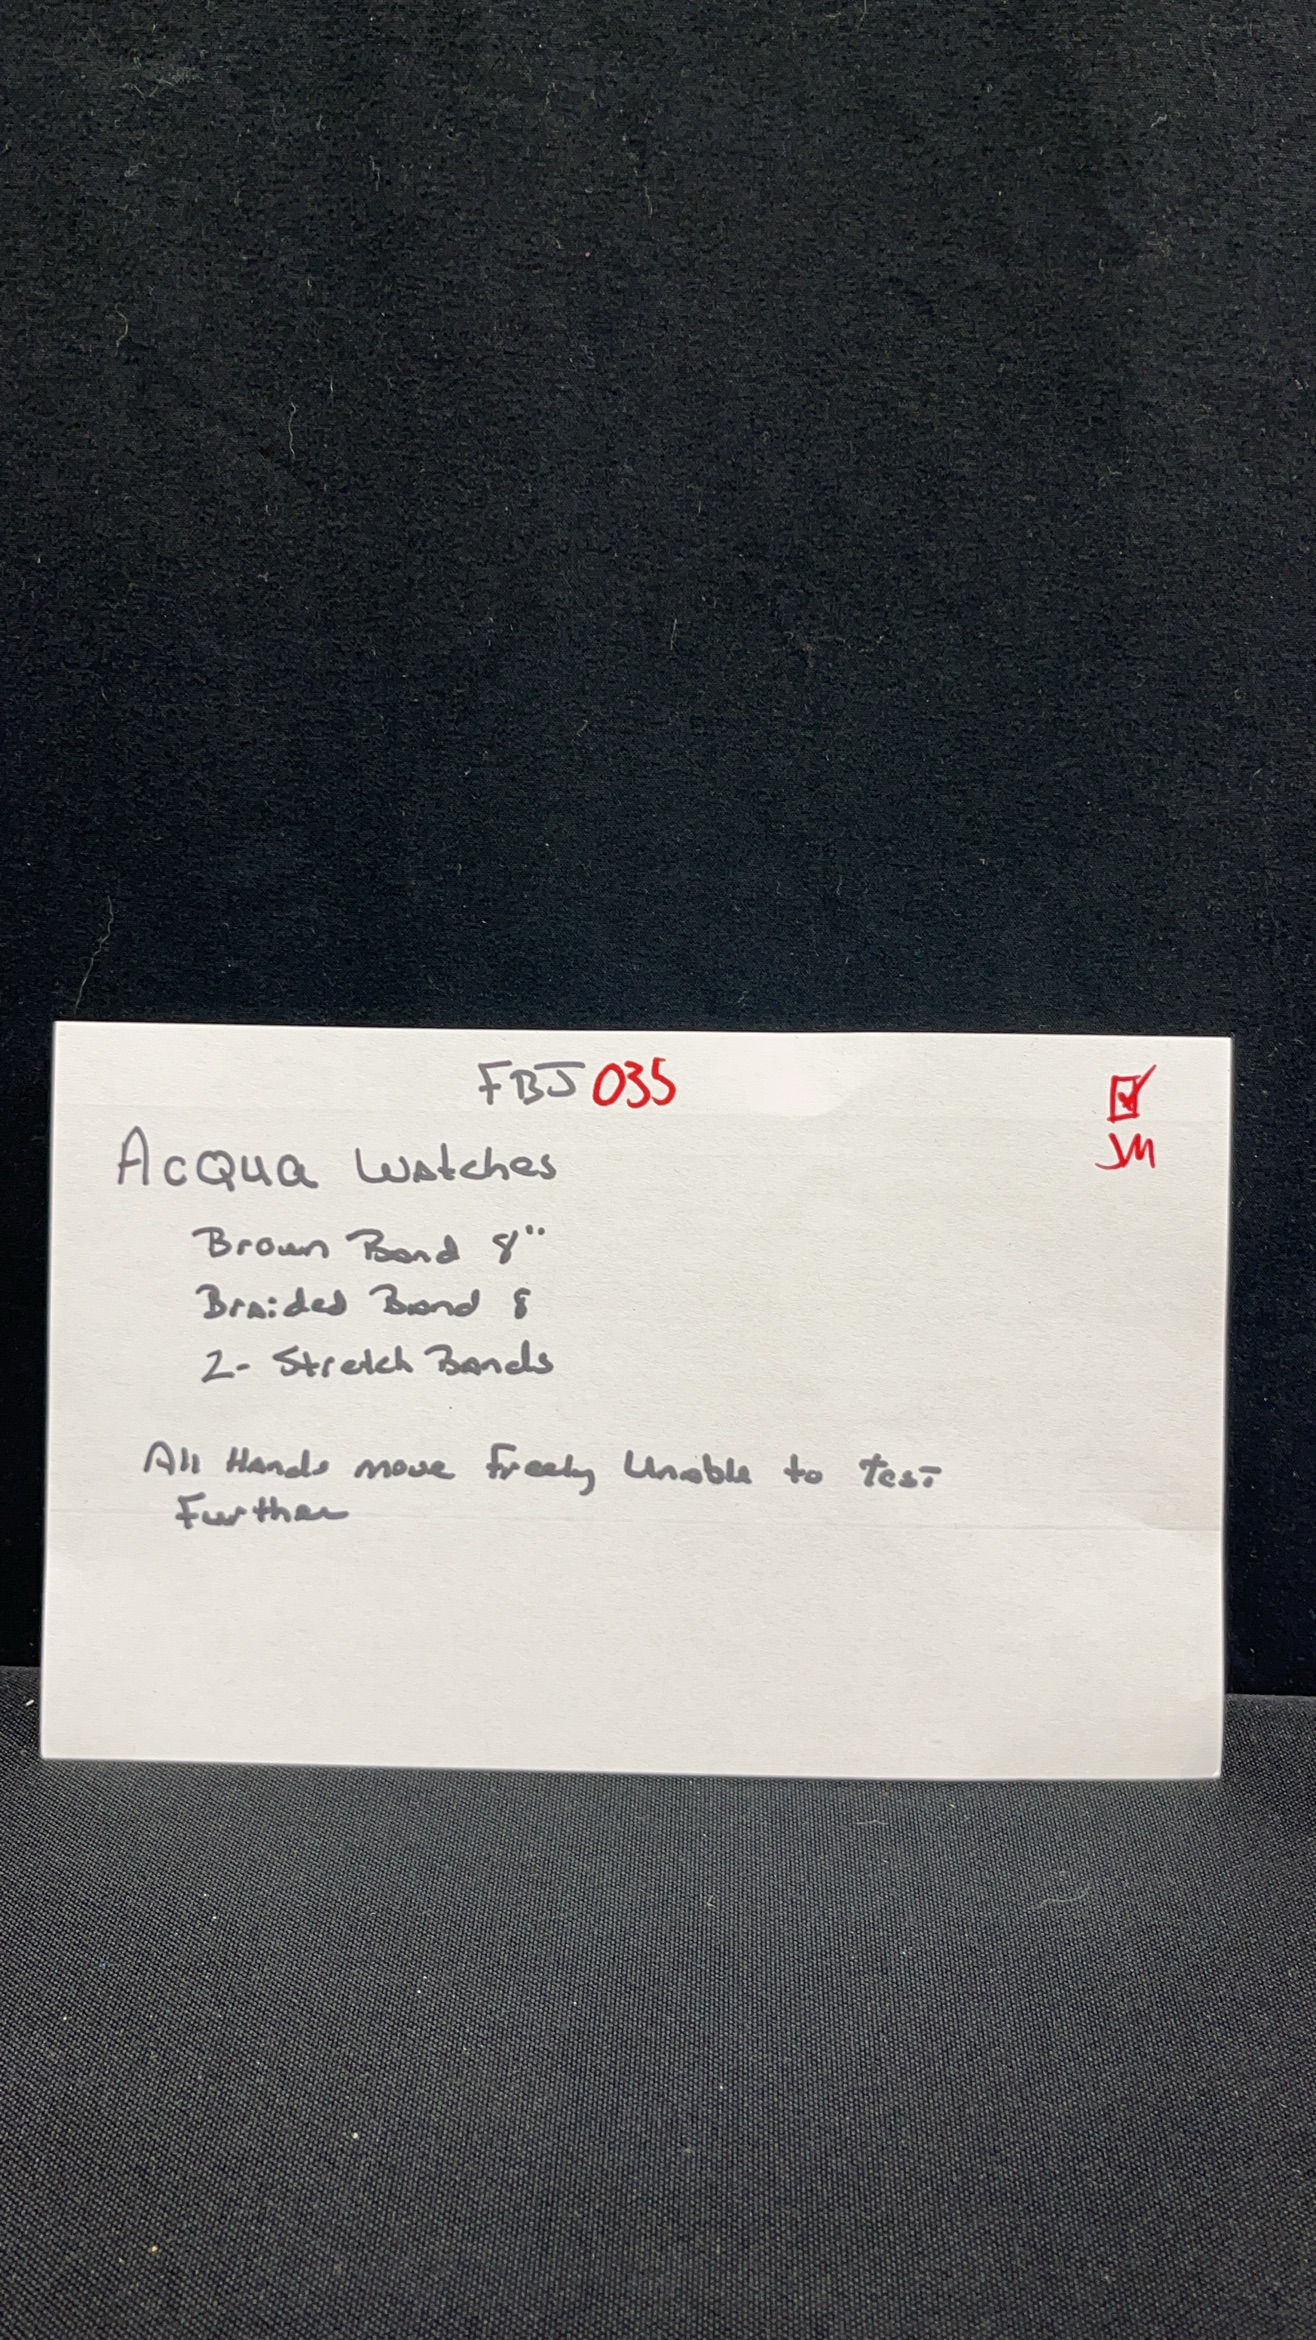 FBJ 035
JM
Acqua Watches
Brown Band 8"
Braided Band 8
2- Stretch Bands
All Hands move freely Unable to Test
Further